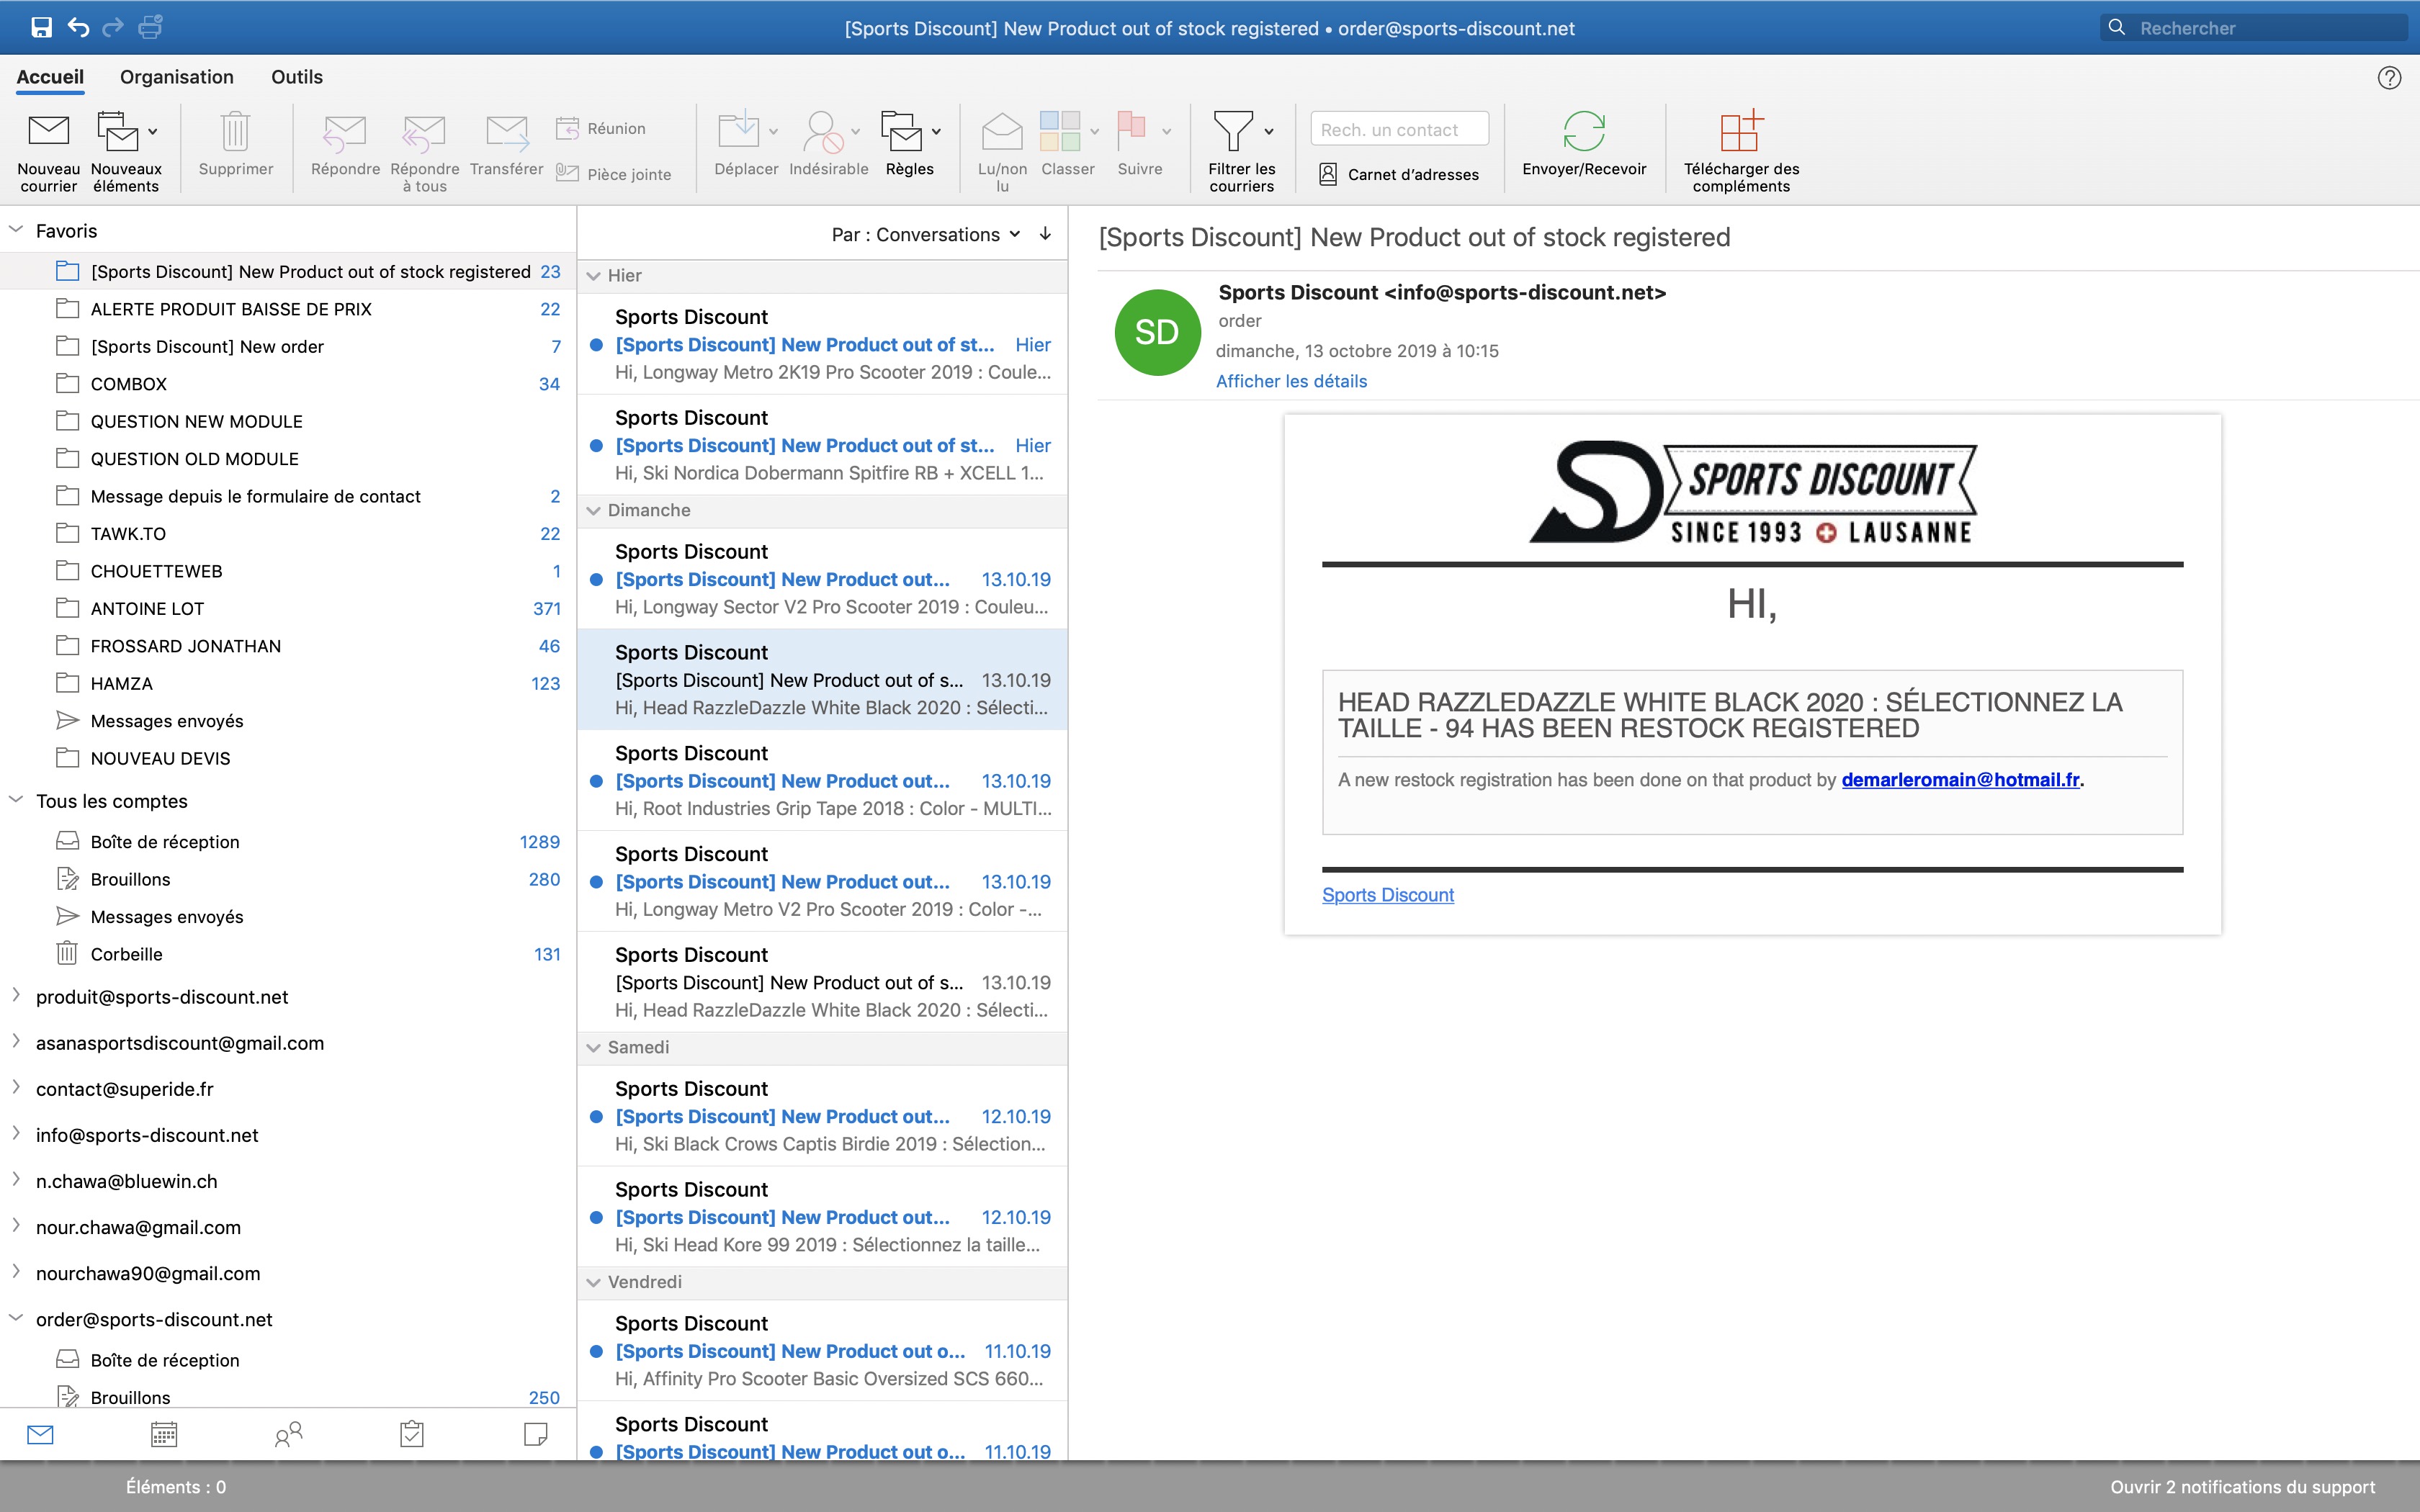 [Sports Discount] New Product out of stock registered • order@sports-discount.net
Rechercher
Accueil
Organisation
Outils
Nouveau courrier
Nouveaux éléments
Supprimer
Répondre
Répondre à tous
Transférer
Réunion
Pièce jointe
Déplacer
Indésirable
Règles
Lu/non lu
Classer
Suivre
Filtrer les courriers
Rech. un contact
Carnet d'adresses
Envoyer/Recevoir
Télécharger des compléments
Favoris
[Sports Discount] New Product out of stock registered 23
ALERTE PRODUIT BAISSE DE PRIX 22
[Sports Discount] New order 7
COMBOX 34
QUESTION NEW MODULE
QUESTION OLD MODULE
Message depuis le formulaire de contact 2
TAWK.TO 22
CHOUETTEWEB 1
ANTOINE LOT 371
FROSSARD JONATHAN 46
HAMZA 123
Messages envoyés
NOUVEAU DEVIS
Tous les comptes
Boîte de réception 1289
Brouillons 280
Messages envoyés
Corbeille 131
produit@sports-discount.net
asanasportsdiscount@gmail.com
contact@superide.fr
info@sports-discount.net
n.chawa@bluewin.ch
nour.chawa@gmail.com
nourchawa90@gmail.com
order@sports-discount.net
Boîte de réception
Brouillons 250
Éléments : 0
Par : Conversations
Hier
Sports Discount
[Sports Discount] New Product out of st... Hier
Hi, Longway Metro 2K19 Pro Scooter 2019 : Coule...
Sports Discount
[Sports Discount] New Product out of st... Hier
Hi, Ski Nordica Dobermann Spitfire RB + XCELL 1...
Dimanche
Sports Discount
[Sports Discount] New Product out... 13.10.19
Hi, Longway Sector V2 Pro Scooter 2019 : Couleu...
Sports Discount
[Sports Discount] New Product out of s... 13.10.19
Hi, Head RazzleDazzle White Black 2020 : Sélecti...
Sports Discount
[Sports Discount] New Product out... 13.10.19
Hi, Root Industries Grip Tape 2018 : Color - MULTI...
Sports Discount
[Sports Discount] New Product out... 13.10.19
Hi, Longway Metro V2 Pro Scooter 2019 : Color -...
Sports Discount
[Sports Discount] New Product out of s... 13.10.19
Hi, Head RazzleDazzle White Black 2020 : Sélecti...
Samedi
Sports Discount
[Sports Discount] New Product out... 12.10.19
Hi, Ski Black Crows Captis Birdie 2019 : Sélection...
Sports Discount
[Sports Discount] New Product out... 12.10.19
Hi, Ski Head Kore 99 2019 : Sélectionnez la taille...
Vendredi
Sports Discount
[Sports Discount] New Product out o... 11.10.19
Hi, Affinity Pro Scooter Basic Oversized SCS 660...
Sports Discount
[Sports Discount] New Product out o... 11.10.19
[Sports Discount] New Product out of stock registered
SD
Sports Discount <info@sports-discount.net>
order
dimanche, 13 octobre 2019 à 10:15
Afficher les détails
SD SPORTS DISCOUNT
SINCE 1993 LAUSANNE
HI,
HEAD RAZZLEDAZZLE WHITE BLACK 2020 : SÉLECTIONNEZ LA
TAILLE - 94 HAS BEEN RESTOCK REGISTERED
A new restock registration has been done on that product by demarleromain@hotmail.fr.
Sports Discount
Ouvrir 2 notifications du support